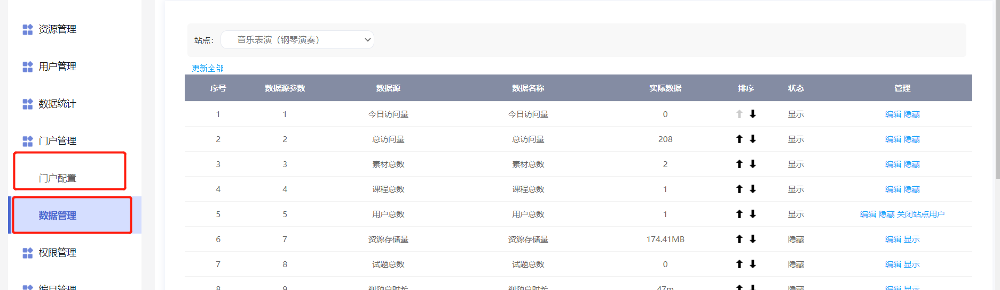 资源管理
用户管理
数据统计
门户管理
门户配置
数据管理
权限管理
编目管理
站点： 音乐表演（钢琴演奏）
更新全部
序号 数据源参数 数据源 数据名称 实际数据 排序 状态 管理
1 1 今日访问量 今日访问量 0 显示 编辑 隐藏
2 2 总访问量 总访问量 208 显示 编辑 隐藏
3 3 素材总数 素材总数 2 显示 编辑 隐藏
4 4 课程总数 课程总数 1 显示 编辑 隐藏
5 5 用户总数 用户总数 1 显示 编辑 隐藏 关闭站点用户
6 7 资源存储量 资源存储量 174.41MB 隐藏 编辑 显示
7 8 试题总数 试题总数 0 隐藏 编辑 显示
8 9 视频总时长 视频总时长 47m 隐藏 编辑 显示